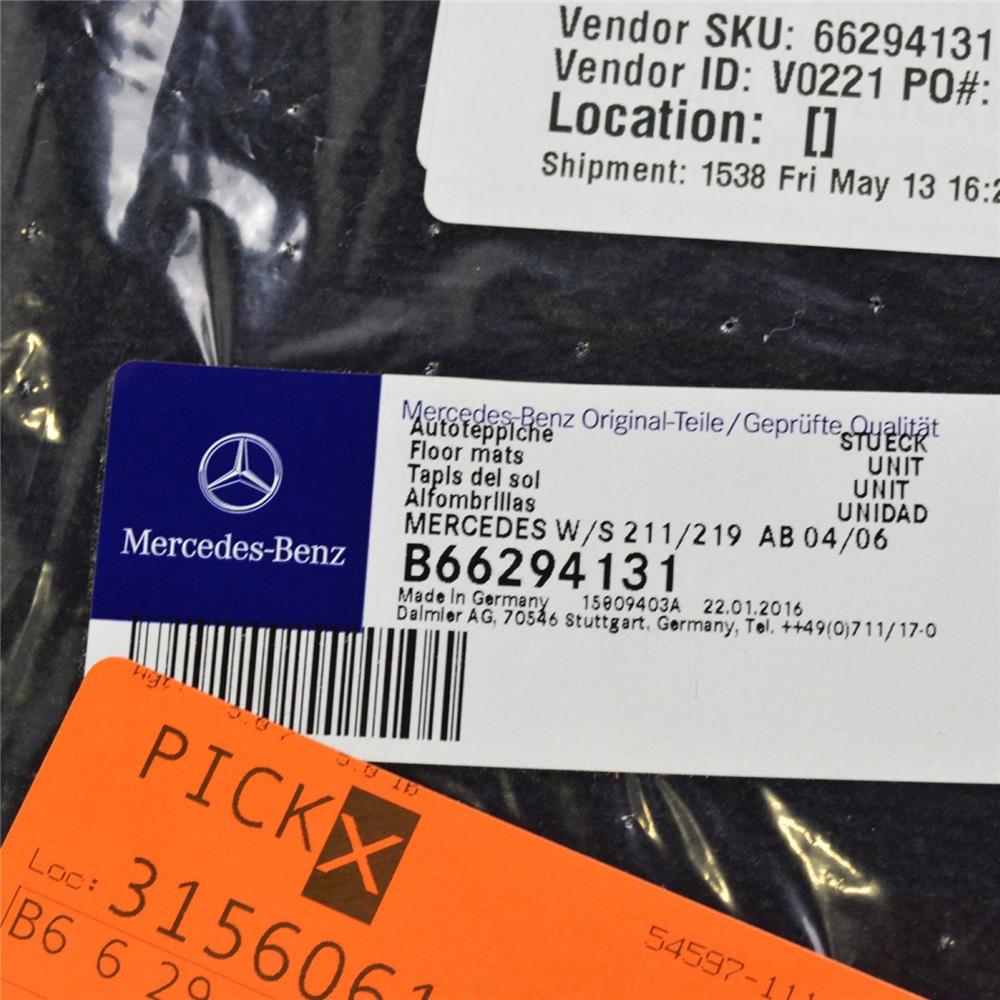 Vendor SKU: 66294131
Vendor ID: V0221 PO#:
Location: []
Shipment: 1538 Fri May 13 16:2
Mercedes-Benz Original-Teile/Geprüfte Qualität
Autoteppiche STUECK
Floor mats UNIT
Tapis del sol UNIT
Alfombrillas UNIDAD
MERCEDES W/S 211/219 AB 04/06
B66294131
Made In Germany 15809403A 22.01.2016
Daimler AG, 70546 Stuttgart, Germany, Tel. ++49(0)711/17-0
Mercedes-Benz
Wgt.
PICK X
Loc: 3156061
B6 6 29
54597-111